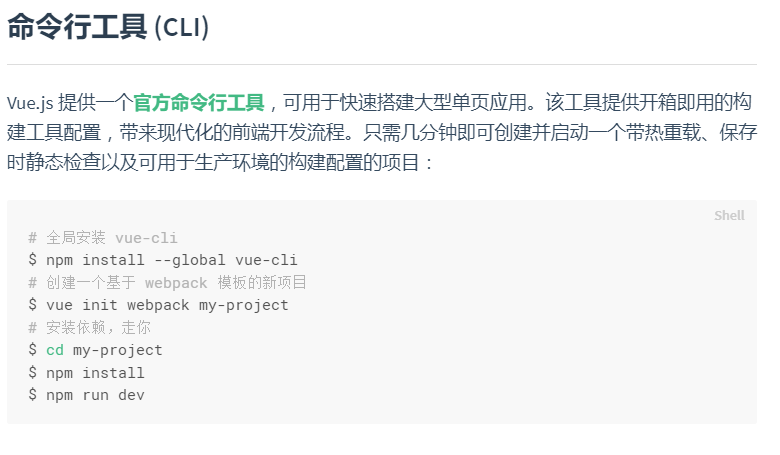 命令行工具 (CLI)
Vue.js 提供一个官方命令行工具，可用于快速搭建大型单页应用。该工具提供开箱即用的构
建工具配置，带来现代化的前端开发流程。只需几分钟即可创建并启动一个带热重载、保存
时静态检查以及可用于生产环境的构建配置的项目：
Shell
# 全局安装 vue-cli
$ npm install --global vue-cli
# 创建一个基于 webpack 模板的新项目
$ vue init webpack my-project
# 安装依赖，走你
$ cd my-project
$ npm install
$ npm run dev